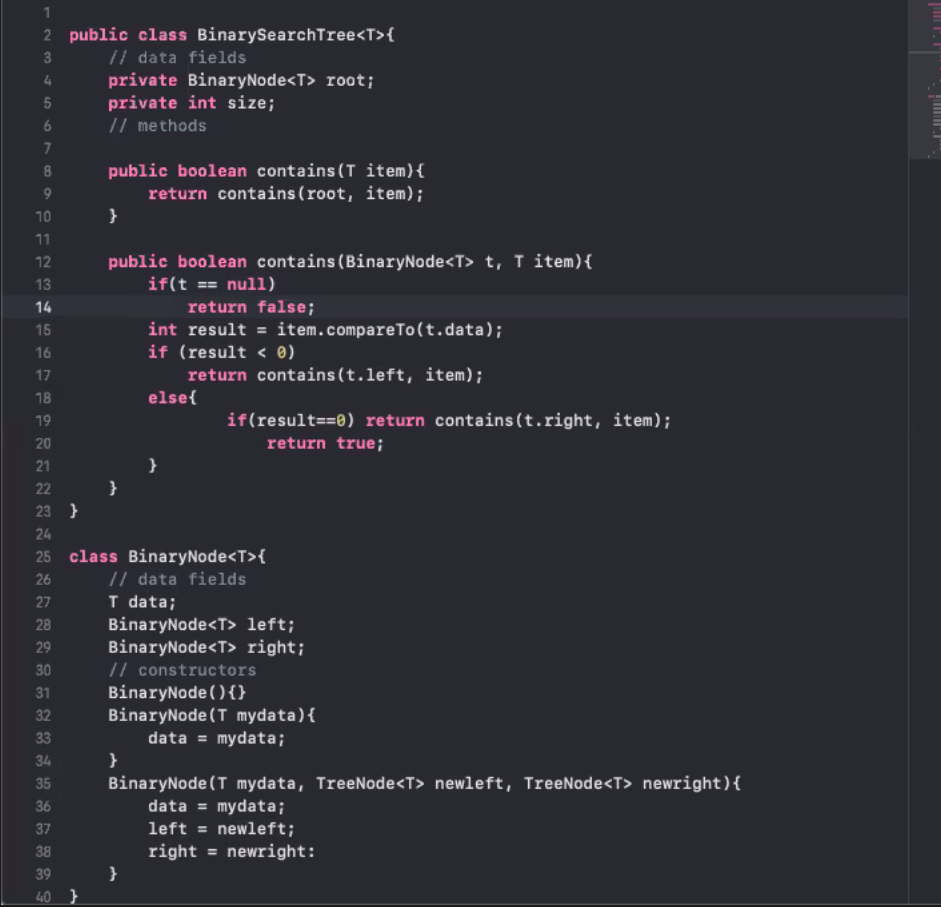 1
2 public class BinarySearchTree<T>{
3 // data fields
4 private BinaryNode<T> root;
5 private int size;
6 // methods
7
8 public boolean contains(T item){
9 return contains(root, item);
10 }
11
12 public boolean contains(BinaryNode<T> t, T item){
13 if(t == null)
14 return false;
15 int result = item.compareTo(t.data);
16 if (result < 0)
17 return contains(t.left, item);
18 else{
19 if(result==0) return contains(t.right, item);
20 return true;
21 }
22 }
23 }
24
25 class BinaryNode<T>{
26 // data fields
27 T data;
28 BinaryNode<T> left;
29 BinaryNode<T> right;
30 // constructors
31 BinaryNode(){}
32 BinaryNode(T mydata){
33 data = mydata;
34 }
35 BinaryNode(T mydata, TreeNode<T> newleft, TreeNode<T> newright){
36 data = mydata;
37 left = newleft;
38 right = newright:
39 }
40 }